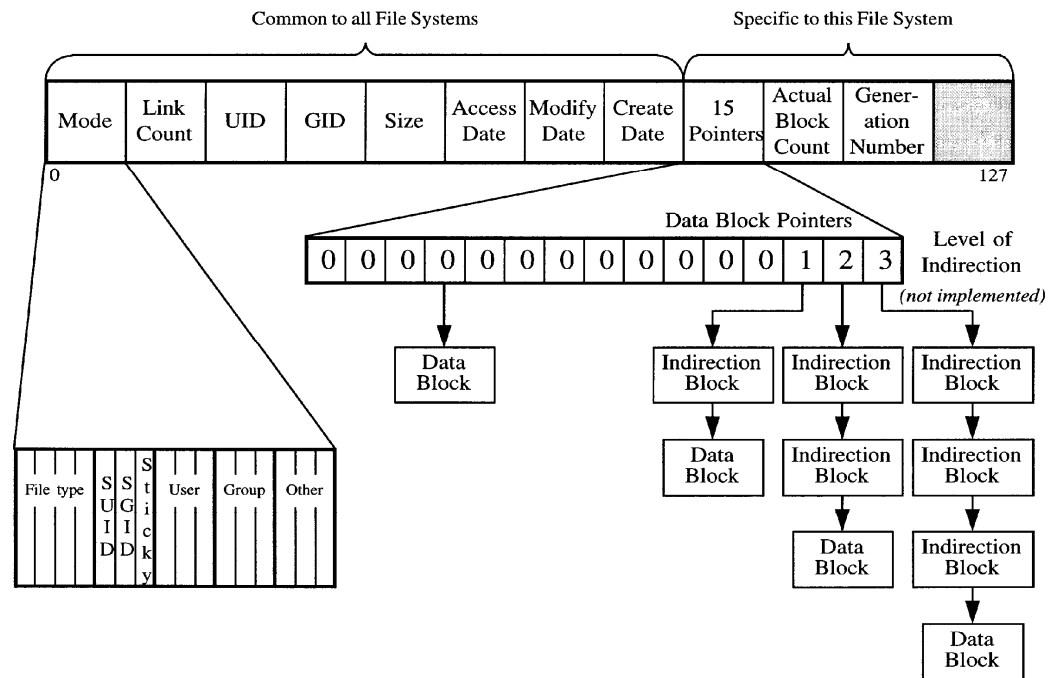 Common to all File Systems
Specific to this File System
Mode
Link
Count
UID
GID
Size
Access
Date
Modify
Date
Create
Date
15
Pointers
Actual
Block
Count
Gener-
ation
Number
0
127
Data Block Pointers
0 0 0 0 0 0 0 0 0 0 0 0 1 2 3
Level of
Indirection
(not implemented)
Data
Block
Indirection
Block
Indirection
Block
Indirection
Block
Data
Block
Indirection
Block
Indirection
Block
Data
Block
Indirection
Block
Data
Block
File type
SUID
SGID
Sticky
User
Group
Other